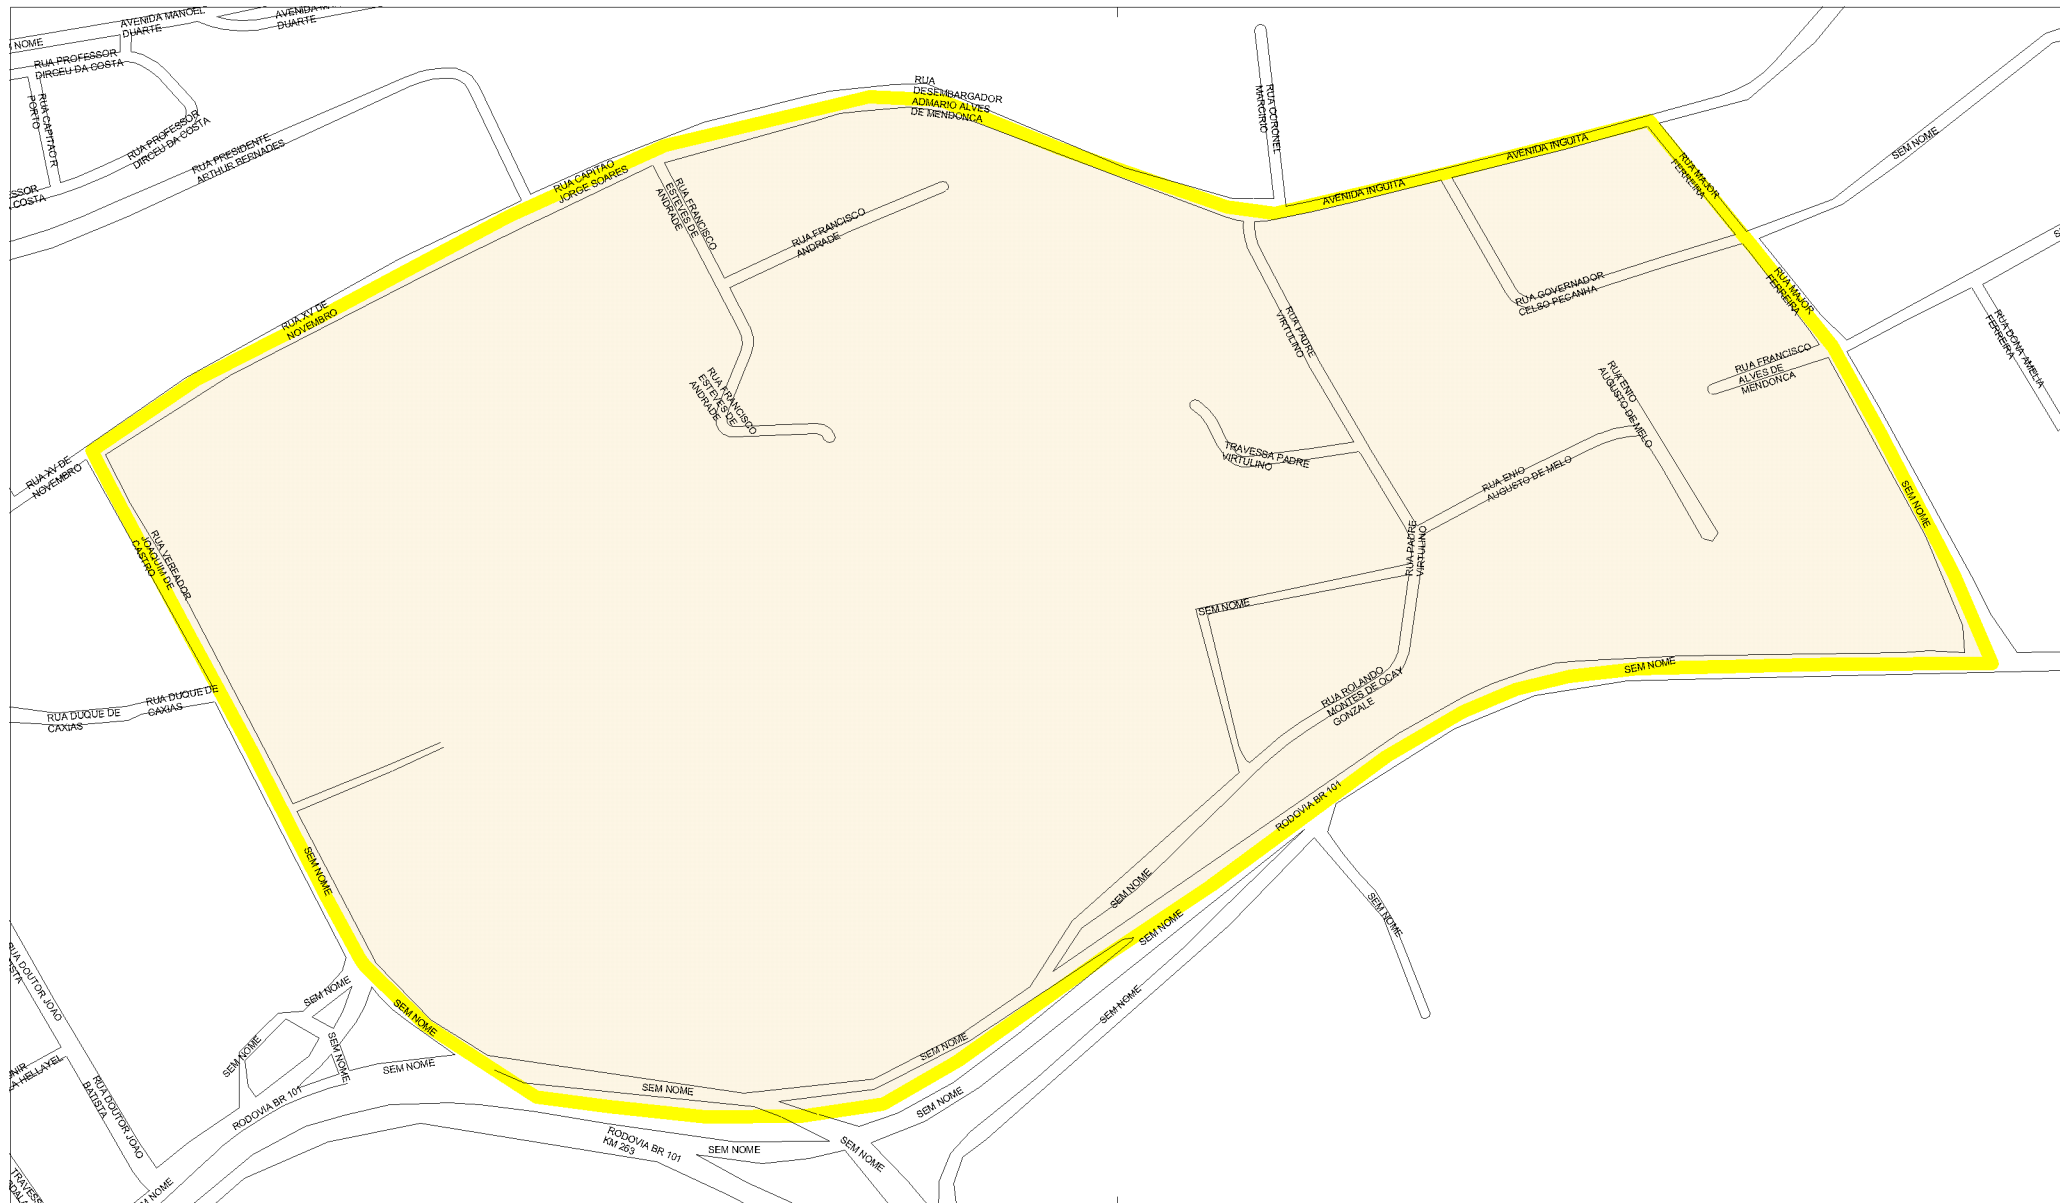 AVENIDA MANOEL
DUARTE
DUARTE
NOME
RUA PROFESSOR
DIRCEU DA COSTA
RUA CAPITAO R
PORTO
RUA PROFESSOR
DIRCEU DA COSTA
RUA PRESIDENTE
ARTHUR BERNADES
COSTA
RUA CAPITAO
JORGE SOARES
RUA
DESEMBARGADOR
ADMARIO ALVES
DE MENDONCA
RUA CORONEL
MARCIRIO
AVENIDA INGUITA
AVENIDA INGUITA
RUA MAJOR
FERREIRA
SEM NOME
RUA FRANCISCO
ESTEVES DE
ANDRADE
RUA FRANCISCO
ANDRADE
RUA GOVERNADOR
CELSO PECANHA
RUA MAJOR
FERREIRA
RUA XV DE
NOVEMBRO
RUA PADRE
VIRTULINO
RUA DONA AMELIA
FERREIRA
RUA FRANCISCO
ALVES DE
MENDONCA
RUA FRANCISCO
ESTEVES DE
ANDRADE
RUA ENIO
AUGUSTO DE MELO
RUA XV DE
NOVEMBRO
TRAVESSA PADRE
VIRTULINO
RUA ENIO
AUGUSTO DE MELO
SEM NOME
RUA VEREADOR
JOAQUIM DE
CASTRO
RUA PADRE
VIRTULINO
SEM NOME
SEM NOME
RUA DUQUE DE
CAXIAS
RUA DUQUE DE
CAXIAS
RUA ROLANDO
MONTES DE OCAY
GONZALE
RODOVIA BR 101
SEM NOME
SEM NOME
SEM NOME
SEM NOME
RUA DOUTOR JOAO
SEM NOME
SEM NOME
SEM NOME
SEM NOME
SEM NOME
SEM NOME
SEM NOME
HELLAYEL
RUA DOUTOR JOAO
BATISTA
SEM NOME
SEM NOME
RODOVIA BR 101
RODOVIA BR 101
KM 263
SEM NOME
SEM NOME
NOME